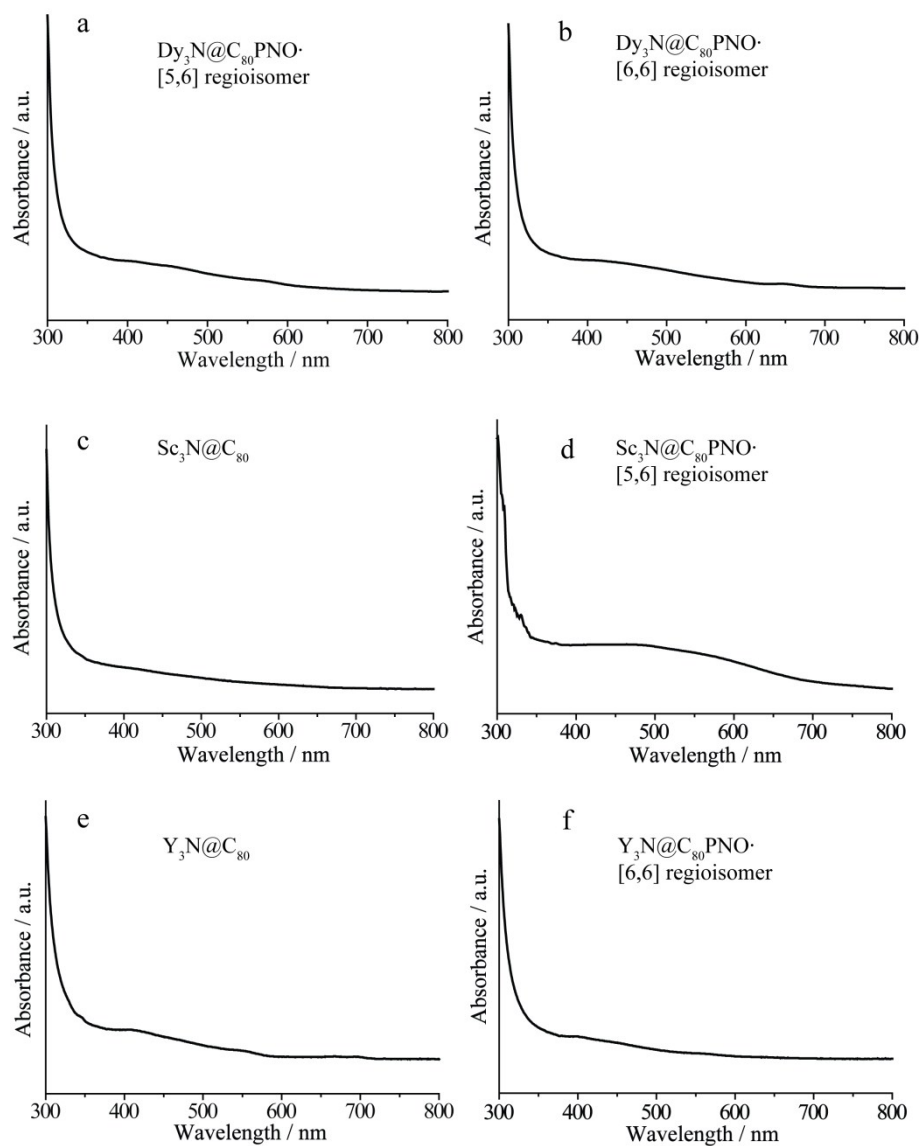 a
Dy₃N@C₈₀PNO·
[5,6] regioisomer
Absorbance / a.u.
300 400 500 600 700 800
Wavelength / nm
b
Dy₃N@C₈₀PNO·
[6,6] regioisomer
Absorbance / a.u.
300 400 500 600 700 800
Wavelength / nm
c
Sc₃N@C₈₀
Absorbance / a.u.
300 400 500 600 700 800
Wavelength / nm
d
Sc₃N@C₈₀PNO·
[5,6] regioisomer
Absorbance / a.u.
300 400 500 600 700 800
Wavelength / nm
e
Y₃N@C₈₀
Absorbance / a.u.
300 400 500 600 700 800
Wavelength / nm
f
Y₃N@C₈₀PNO·
[6,6] regioisomer
Absorbance / a.u.
300 400 500 600 700 800
Wavelength / nm